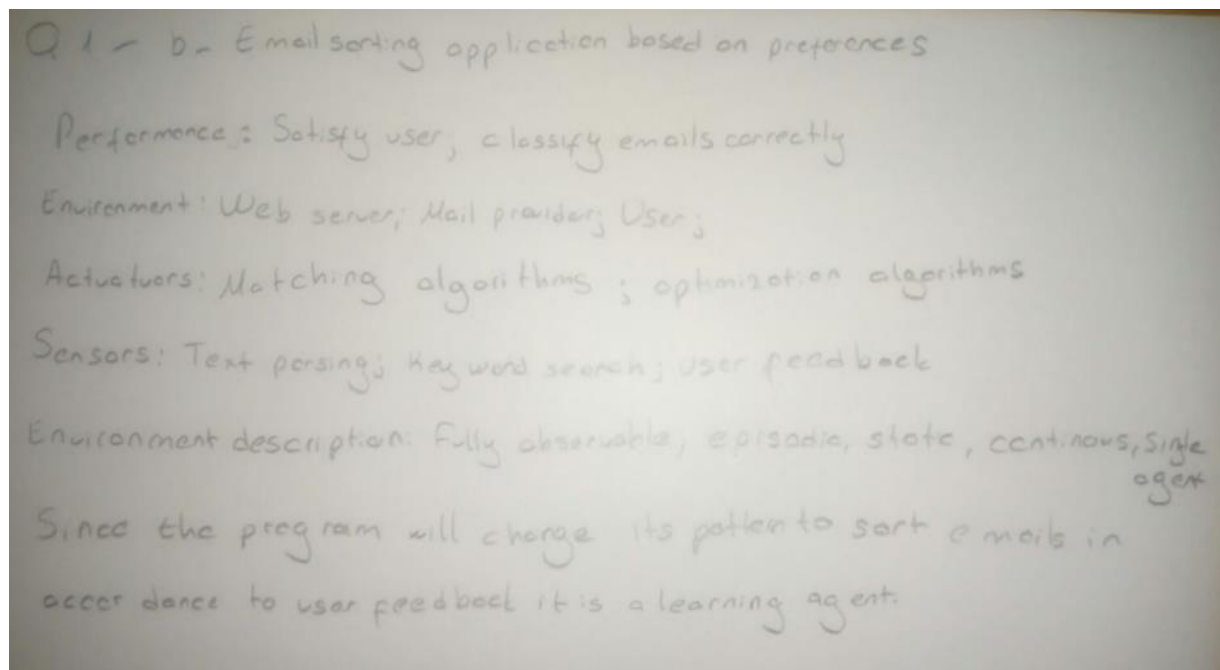 Q1 - b- Email sorting application based on preferences
Performance: Satisfy user; classify emails correctly
Environment: Web server; Mail provider; User;
Actuatuors: Matching algorithms ; optimization algorithms
Sensors: Text parsing; Key word search; user feedback
Environment description: Fully observable, episodic, static, continous, Single
agent
Since the program will change its patten to sort emails in
accordance to user feedback it is a learning agent.